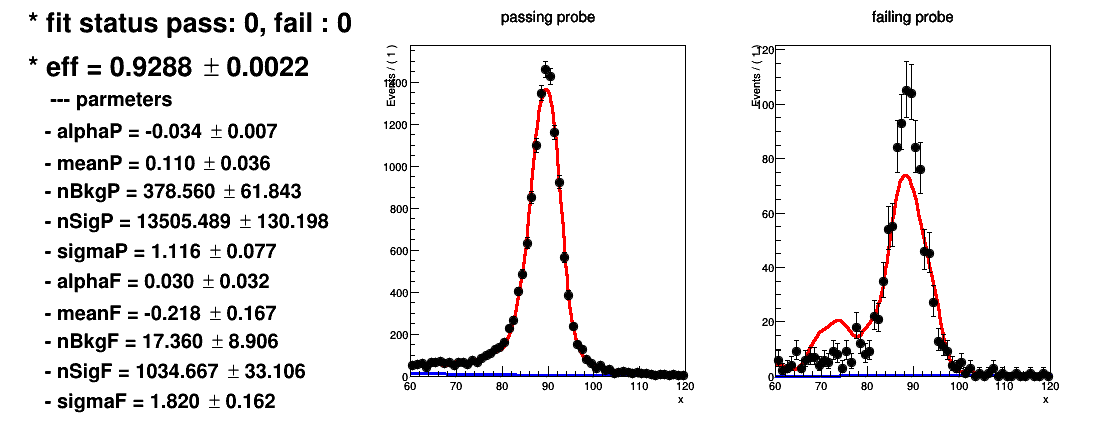 * fit status pass: 0, fail : 0
* eff = 0.9288 ± 0.0022
--- parmeters
- alphaP = -0.034 ± 0.007
- meanP = 0.110 ± 0.036
- nBkgP = 378.560 ± 61.843
- nSigP = 13505.489 ± 130.198
- sigmaP = 1.116 ± 0.077
- alphaF = 0.030 ± 0.032
- meanF = -0.218 ± 0.167
- nBkgF = 17.360 ± 8.906
- nSigF = 1034.667 ± 33.106
- sigmaF = 1.820 ± 0.162
passing probe
Events / ( 1 )
1400
1200
1000
800
600
400
200
0
60 70 80 90 100 110 120
x
failing probe
Events / ( 1 )
120
100
80
60
40
20
0
60 70 80 90 100 110 120
x